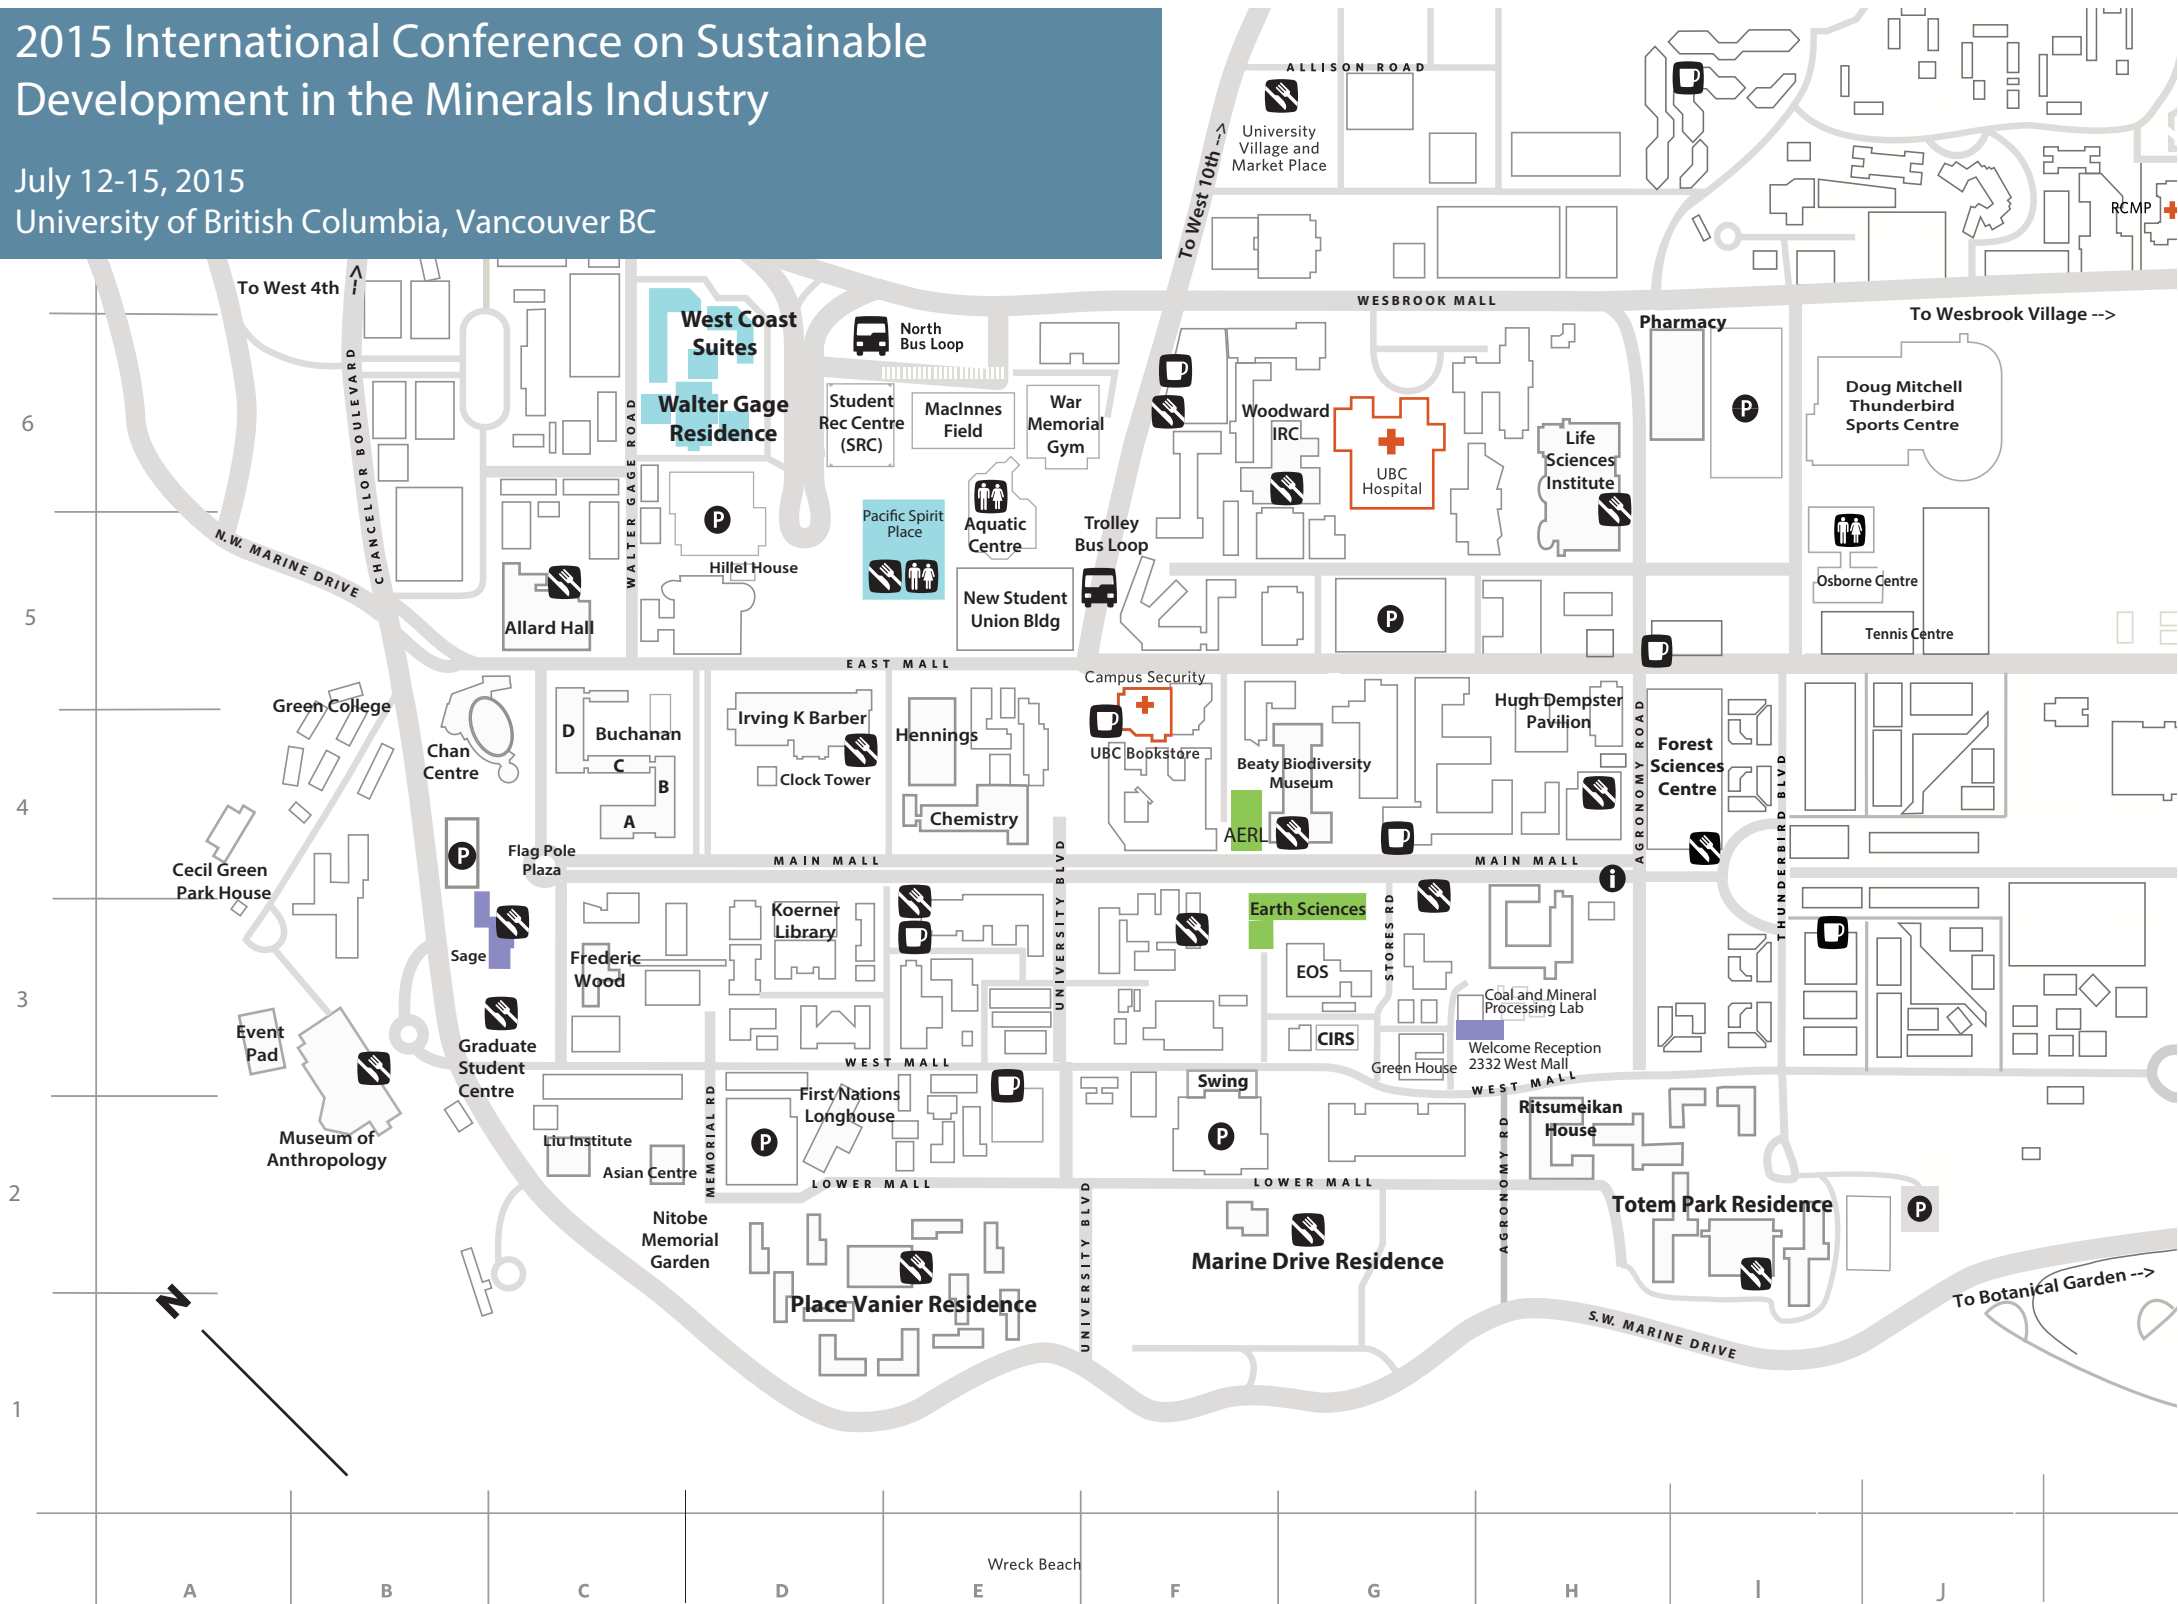 2015 International Conference on Sustainable
Development in the Minerals Industry
July 12-15, 2015
University of British Columbia, Vancouver BC
ALLISON ROAD
University
Village and
Market Place
To West 10th -->
RCMP
To West 4th -->
WESBROOK MALL
To Wesbrook Village -->
West Coast
Suites
North
Bus Loop
Pharmacy
Walter Gage
Residence
Student
Rec Centre
(SRC)
MacInnes
Field
War
Memorial
Gym
Woodward
IRC
UBC
Hospital
Life
Sciences
Institute
P
Doug Mitchell
Thunderbird
Sports Centre
6
CHANCELLOR BOULEVARD
WALTER GAGE ROAD
P
Pacific Spirit
Place
Aquatic
Centre
Trolley
Bus Loop
N.W. MARINE DRIVE
Hillel House
Osborne Centre
Allard Hall
New Student
Union Bldg
P
Tennis Centre
5
EAST MALL
Campus Security
Green College
Chan
Centre
D
Buchanan
C
B
A
Irving K Barber
Clock Tower
Hennings
Chemistry
UBC Bookstore
Beaty Biodiversity
Museum
AERL
Hugh Dempster
Pavilion
AGRONOMY ROAD
Forest
Sciences
Centre
THUNDERBIRD BLVD
4
P
Flag Pole
Plaza
MAIN MALL
MAIN MALL
i
Cecil Green
Park House
UNIVERSITY BLVD
Koerner
Library
Earth Sciences
STORES RD
Sage
Frederic
Wood
EOS
3
Coal and Mineral
Processing Lab
Event
Pad
Graduate
Student
Centre
CIRS
Welcome Reception
2332 West Mall
Green House
WEST MALL
WEST MALL
Swing
First Nations
Longhouse
MEMORIAL RD
P
P
AGRONOMY RD
Ritsumeikan
House
Museum of
Anthropology
Liu Institute
Asian Centre
2
LOWER MALL
LOWER MALL
Totem Park Residence
P
Nitobe
Memorial
Garden
UNIVERSITY BLVD
Marine Drive Residence
Place Vanier Residence
To Botanical Garden -->
N
S.W. MARINE DRIVE
1
Wreck Beach
A
B
C
D
E
F
G
H
I
J